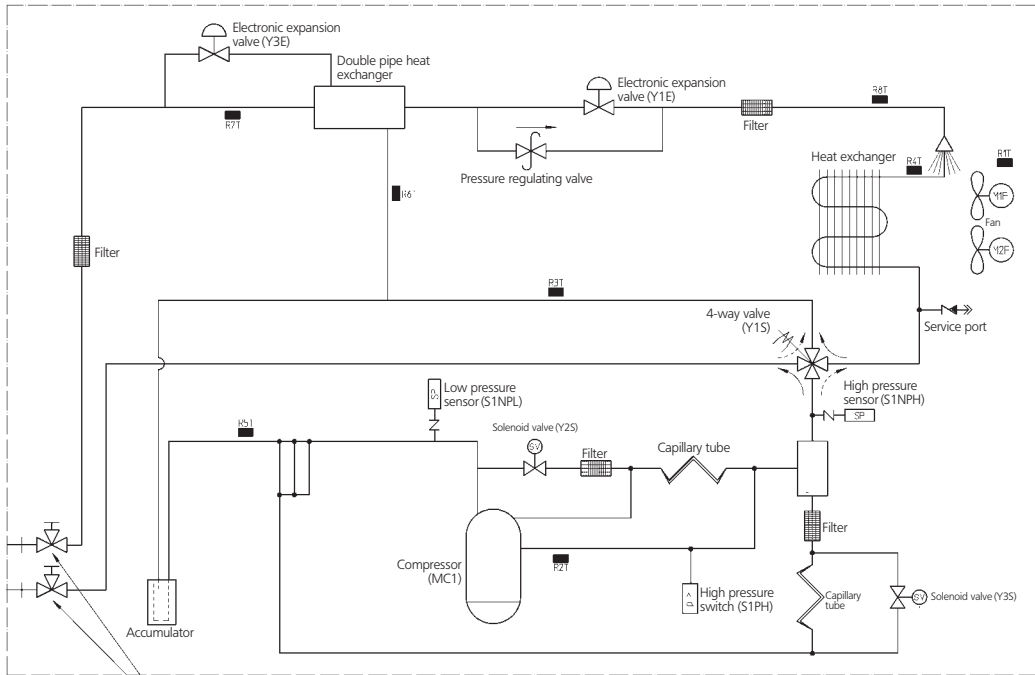 Electronic expansion
valve (Y3E)
Double pipe heat
exchanger
Electronic expansion
valve (Y1E)
R8T
R7T
Filter
Heat exchanger
R4T
R1T
Pressure regulating valve
R6T
M1F
Fan
M2F
Filter
R3T
4-way valve
(Y1S)
Service port
Low pressure
sensor (S1NPL)
SP
High pressure
sensor (S1NPH)
SP
R5T
Solenoid valve (Y2S)
SV
Filter
Capillary tube
Filter
Compressor
(MC1)
R2T
High pressure
switch (S1PH)
P >
Capillary
tube
SV
Solenoid valve (Y3S)
Accumulator